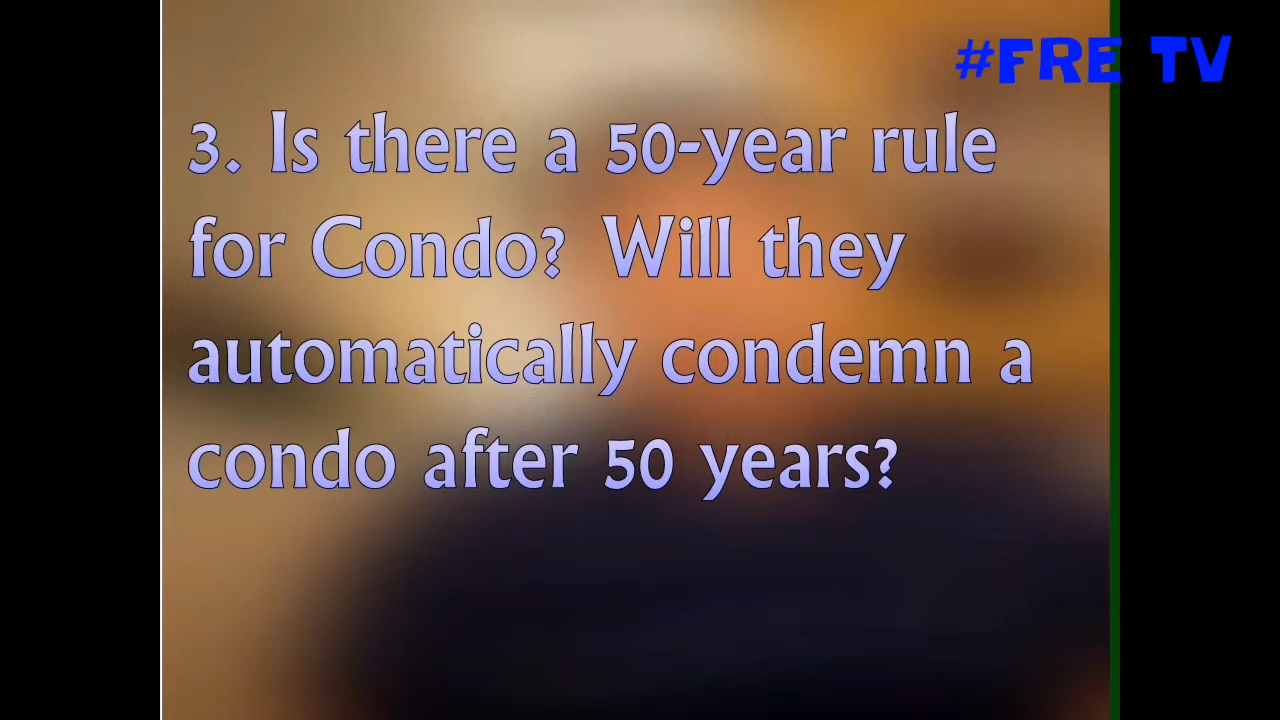 #FRE TV
3. Is there a 50-year rule
for Condo? Will they
automatically condemn a
condo after 50 years?